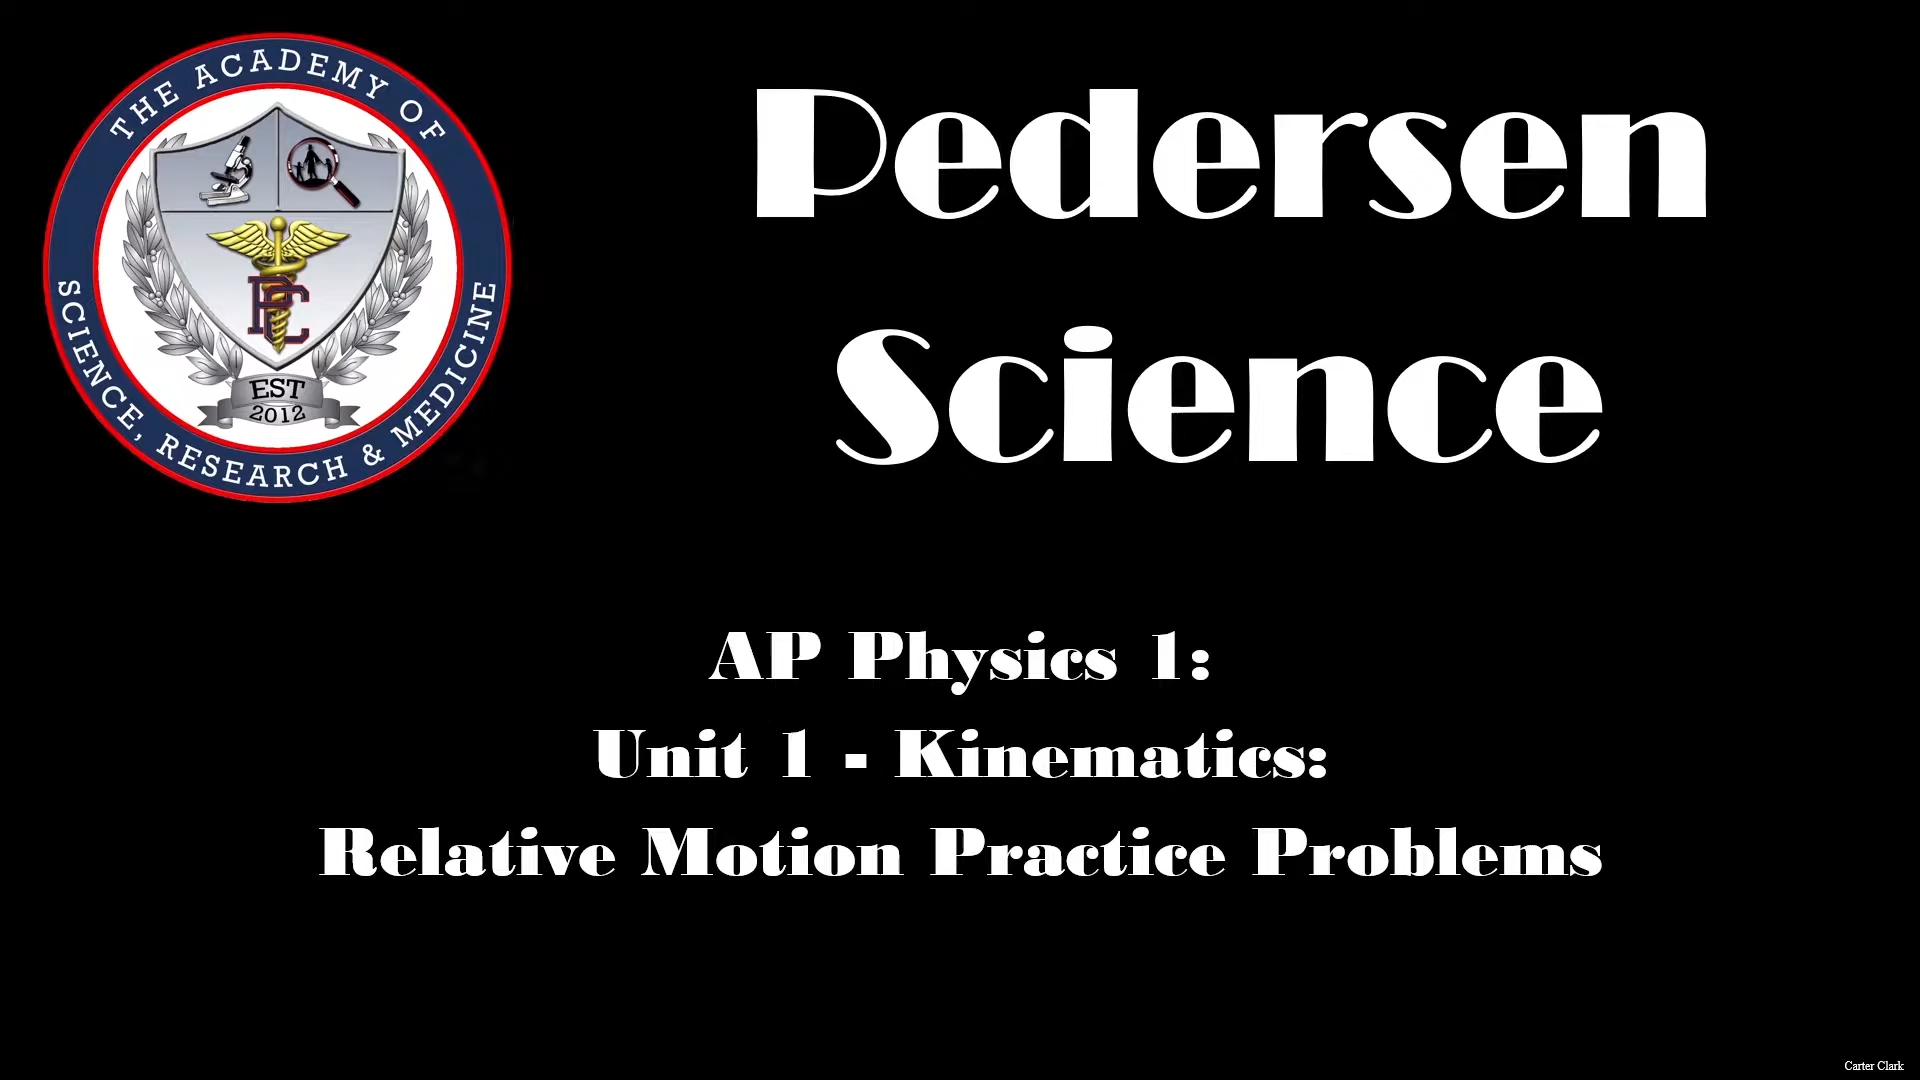 THE ACADEMY OF
SCIENCE, RESEARCH & MEDICINE
PC
EST
2012
Pedersen
Science
AP Physics 1:
Unit 1 - Kinematics:
Relative Motion Practice Problems
Carter Clark